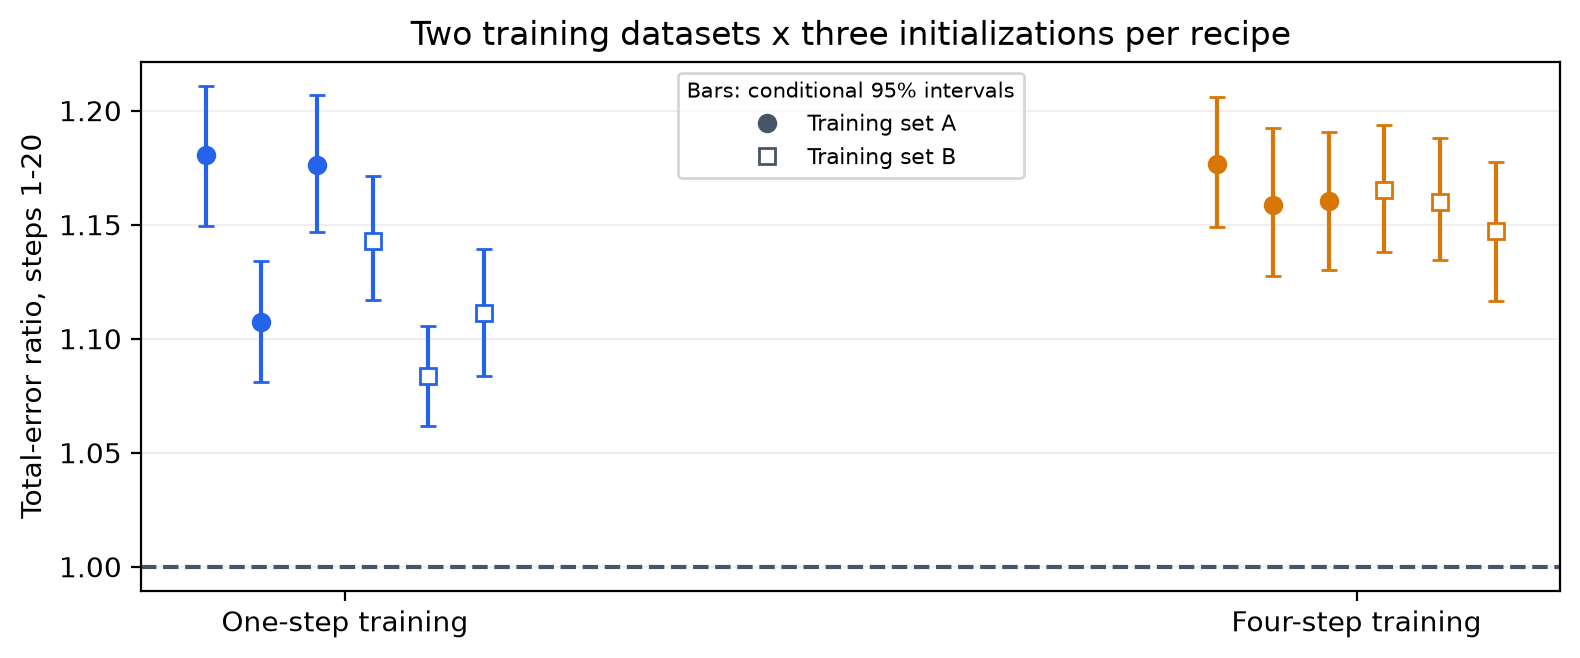 Two training datasets x three initializations per recipe
Total-error ratio, steps 1-20
1.20
1.15
1.10
1.05
1.00
Bars: conditional 95% intervals
Training set A
Training set B
One-step training
Four-step training